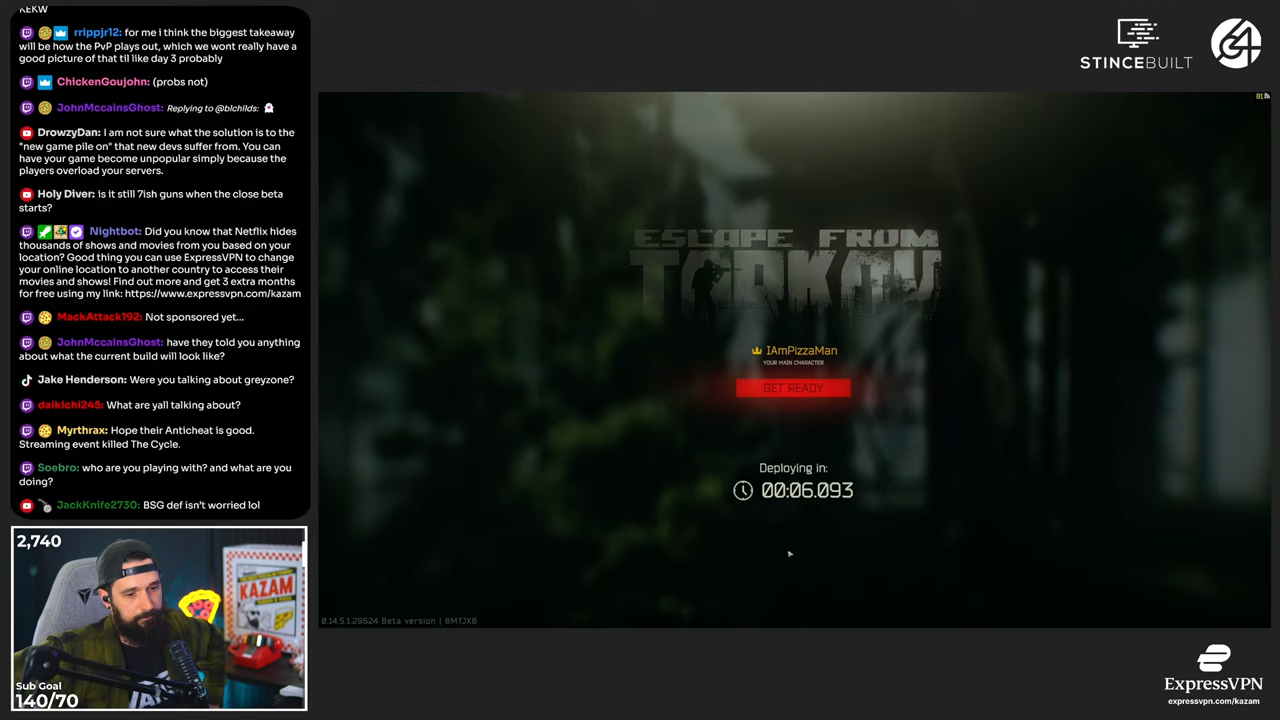 KEKW
rrippjr12: for me i think the biggest takeaway
will be how the PvP plays out, which we wont really have a
good picture of that til like day 3 probably
ChickenGoujohn: (probs not)
JohnMccainsGhost: Replying to @blchilds:
DrowzyDan: I am not sure what the solution is to the
"new game pile on" that new devs suffer from. You can
have your game become unpopular simply because the
players overload your servers.
Holy Diver: is it still 7ish guns when the close beta
starts?
Nightbot: Did you know that Netflix hides
thousands of shows and movies from you based on your
location? Good thing you can use ExpressVPN to change
your online location to another country to access their
movies and shows! Find out more and get 3 extra months
for free using my link: https://www.expressvpn.com/kazam
MackAttack192: Not sponsored yet...
JohnMccainsGhost: have they told you anything
about what the current build will look like?
Jake Henderson: Were you talking about greyzone?
daikichi245: What are yall talking about?
Myrthrax: Hope their Anticheat is good.
Streaming event killed The Cycle.
Soebro: who are you playing with? and what are you
doing?
JackKnife2730: BSG def isn't worried lol
2,740
KAZAM
Sub Goal
140/70
STINCEBUILT
G4
81
ESCAPE FROM
TARKOV
IAmPizzaMan
YOUR MAIN CHARACTER
GET READY
Deploying in:
00:06.093
0.14.5.1.29624 Beta version | 8MTJX8
ExpressVPN
expressvpn.com/kazam